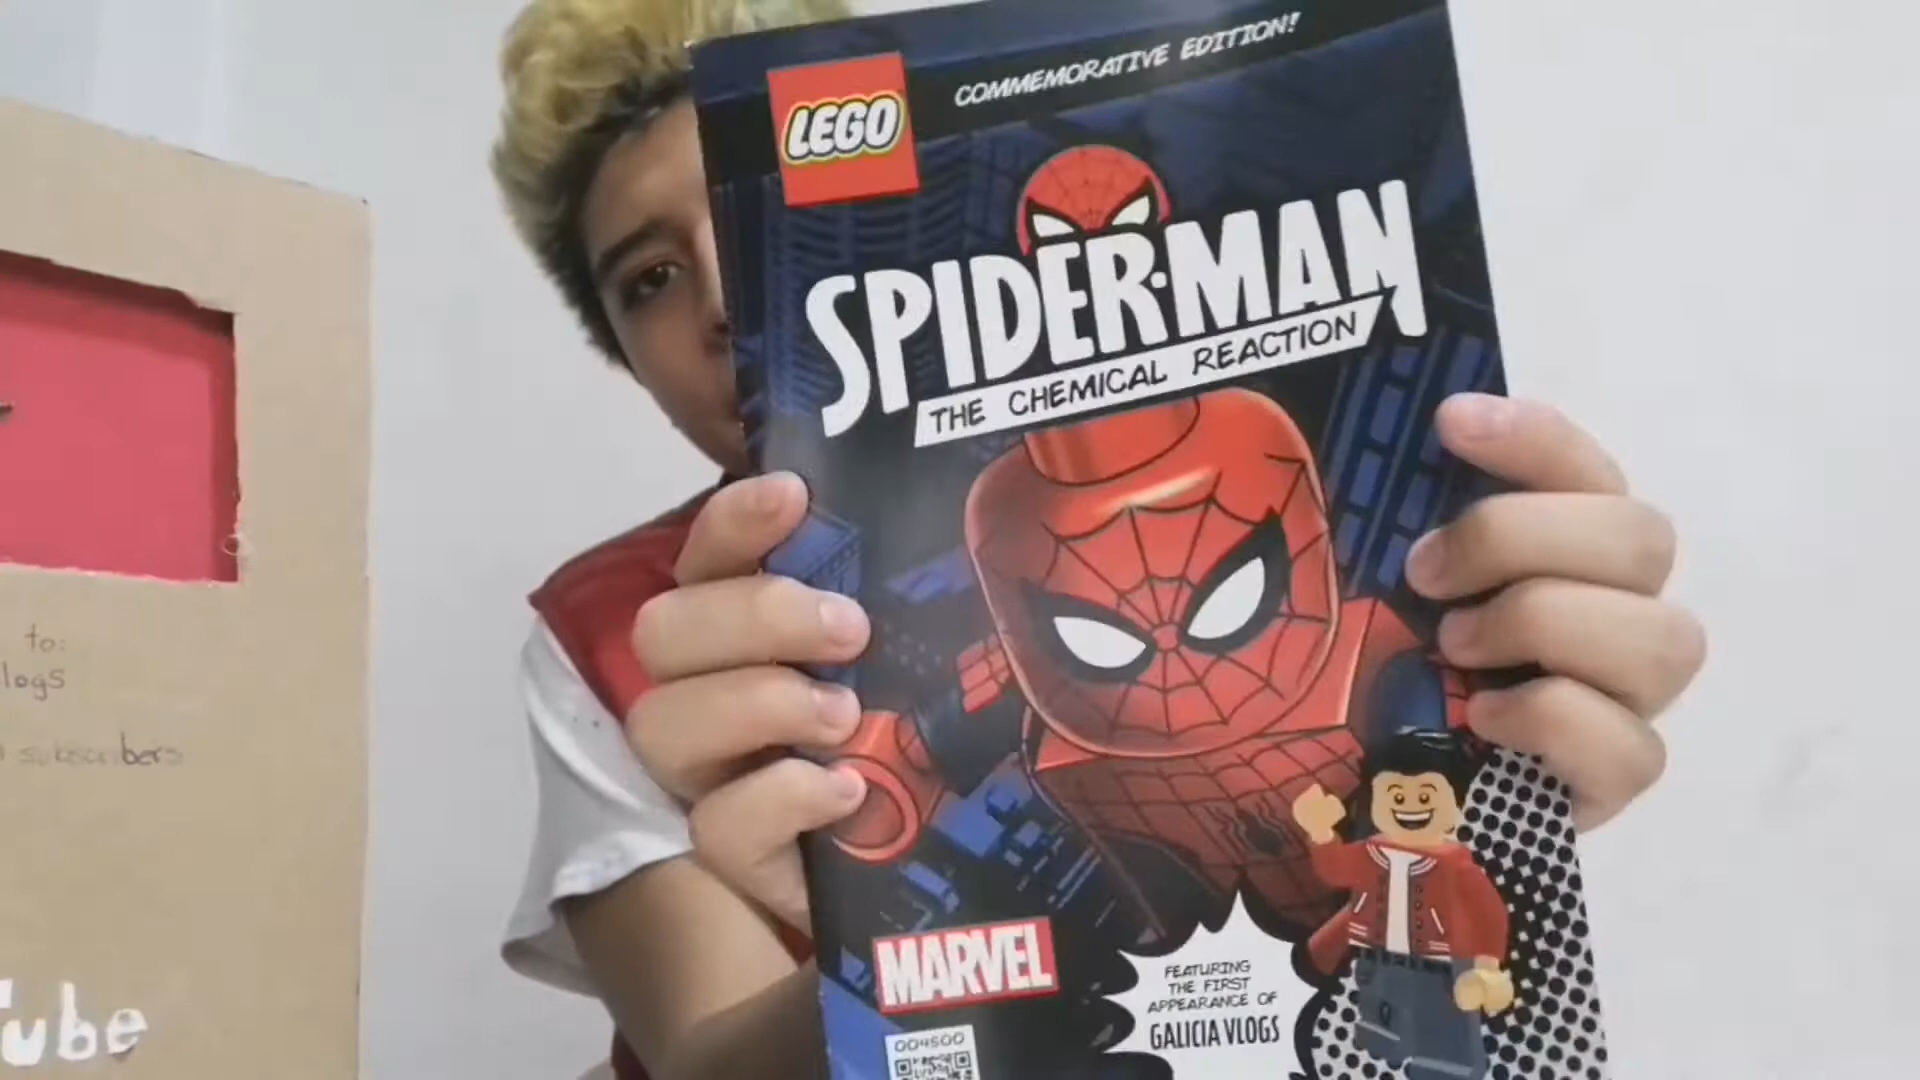 COMMEMORATIVE EDITION!
LEGO
SPIDER·MAN
THE CHEMICAL REACTION
MARVEL
FEATURING
THE FIRST
APPEARANCE OF
GALICIA VLOGS
004500
to:
logs
subscribers
Tube